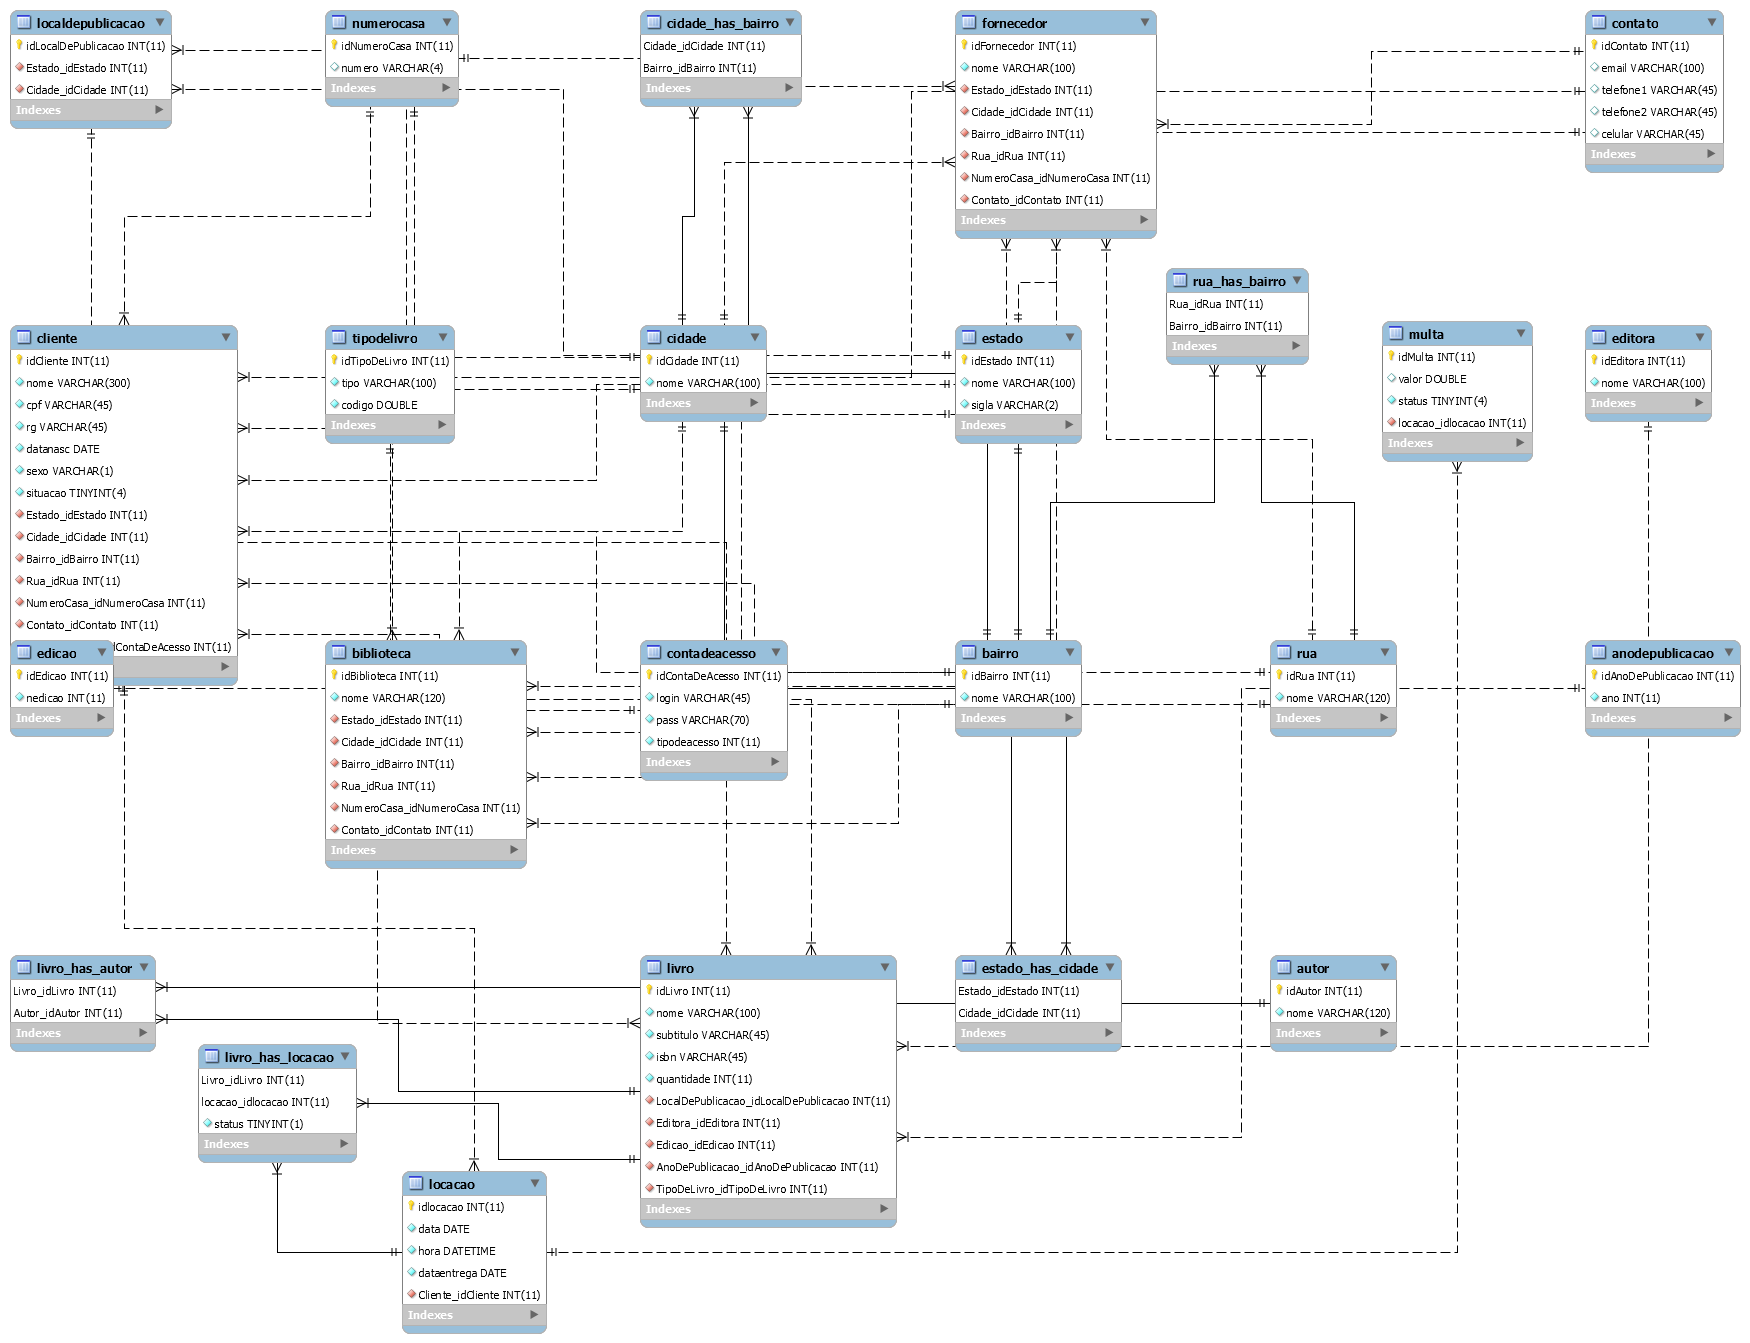 localdepublicacao
idLocalDePublicacao INT(11)
Estado_idEstado INT(11)
Cidade_idCidade INT(11)
Indexes
numerocasa
idNumeroCasa INT(11)
numero VARCHAR(4)
Indexes
cidade_has_bairro
Cidade_idCidade INT(11)
Bairro_idBairro INT(11)
Indexes
fornecedor
idFornecedor INT(11)
nome VARCHAR(100)
Estado_idEstado INT(11)
Cidade_idCidade INT(11)
Bairro_idBairro INT(11)
Rua_idRua INT(11)
NumeroCasa_idNumeroCasa INT(11)
Contato_idContato INT(11)
Indexes
contato
idContato INT(11)
email VARCHAR(100)
telefone1 VARCHAR(45)
telefone2 VARCHAR(45)
celular VARCHAR(45)
Indexes
rua_has_bairro
Rua_idRua INT(11)
Bairro_idBairro INT(11)
Indexes
cliente
idCliente INT(11)
nome VARCHAR(300)
cpf VARCHAR(45)
rg VARCHAR(45)
datanasc DATE
sexo VARCHAR(1)
situacao TINYINT(4)
Estado_idEstado INT(11)
Cidade_idCidade INT(11)
Bairro_idBairro INT(11)
Rua_idRua INT(11)
NumeroCasa_idNumeroCasa INT(11)
Contato_idContato INT(11)
dContaDeAcesso INT(11)
tipodelivro
idTipoDeLivro INT(11)
tipo VARCHAR(100)
codigo DOUBLE
Indexes
cidade
idCidade INT(11)
nome VARCHAR(100)
Indexes
estado
idEstado INT(11)
nome VARCHAR(100)
sigla VARCHAR(2)
Indexes
multa
idMulta INT(11)
valor DOUBLE
status TINYINT(4)
locacao_idlocacao INT(11)
Indexes
editora
idEditora INT(11)
nome VARCHAR(100)
Indexes
edicao
idEdicao INT(11)
nedicao INT(11)
Indexes
biblioteca
idBiblioteca INT(11)
nome VARCHAR(120)
Estado_idEstado INT(11)
Cidade_idCidade INT(11)
Bairro_idBairro INT(11)
Rua_idRua INT(11)
NumeroCasa_idNumeroCasa INT(11)
Contato_idContato INT(11)
Indexes
contadeacesso
idContaDeAcesso INT(11)
login VARCHAR(45)
pass VARCHAR(70)
tipodeacesso INT(11)
Indexes
bairro
idBairro INT(11)
nome VARCHAR(100)
Indexes
rua
idRua INT(11)
nome VARCHAR(120)
Indexes
anodepublicacao
idAnoDePublicacao INT(11)
ano INT(11)
Indexes
livro_has_autor
Livro_idLivro INT(11)
Autor_idAutor INT(11)
Indexes
livro_has_locacao
Livro_idLivro INT(11)
locacao_idlocacao INT(11)
status TINYINT(1)
Indexes
locacao
idlocacao INT(11)
data DATE
hora DATETIME
dataentrega DATE
Cliente_idCliente INT(11)
Indexes
livro
idLivro INT(11)
nome VARCHAR(100)
subtitulo VARCHAR(45)
isbn VARCHAR(45)
quantidade INT(11)
LocalDePublicacao_idLocalDePublicacao INT(11)
Editora_idEditora INT(11)
Edicao_idEdicao INT(11)
AnoDePublicacao_idAnoDePublicacao INT(11)
TipoDeLivro_idTipoDeLivro INT(11)
Indexes
estado_has_cidade
Estado_idEstado INT(11)
Cidade_idCidade INT(11)
Indexes
autor
idAutor INT(11)
nome VARCHAR(120)
Indexes